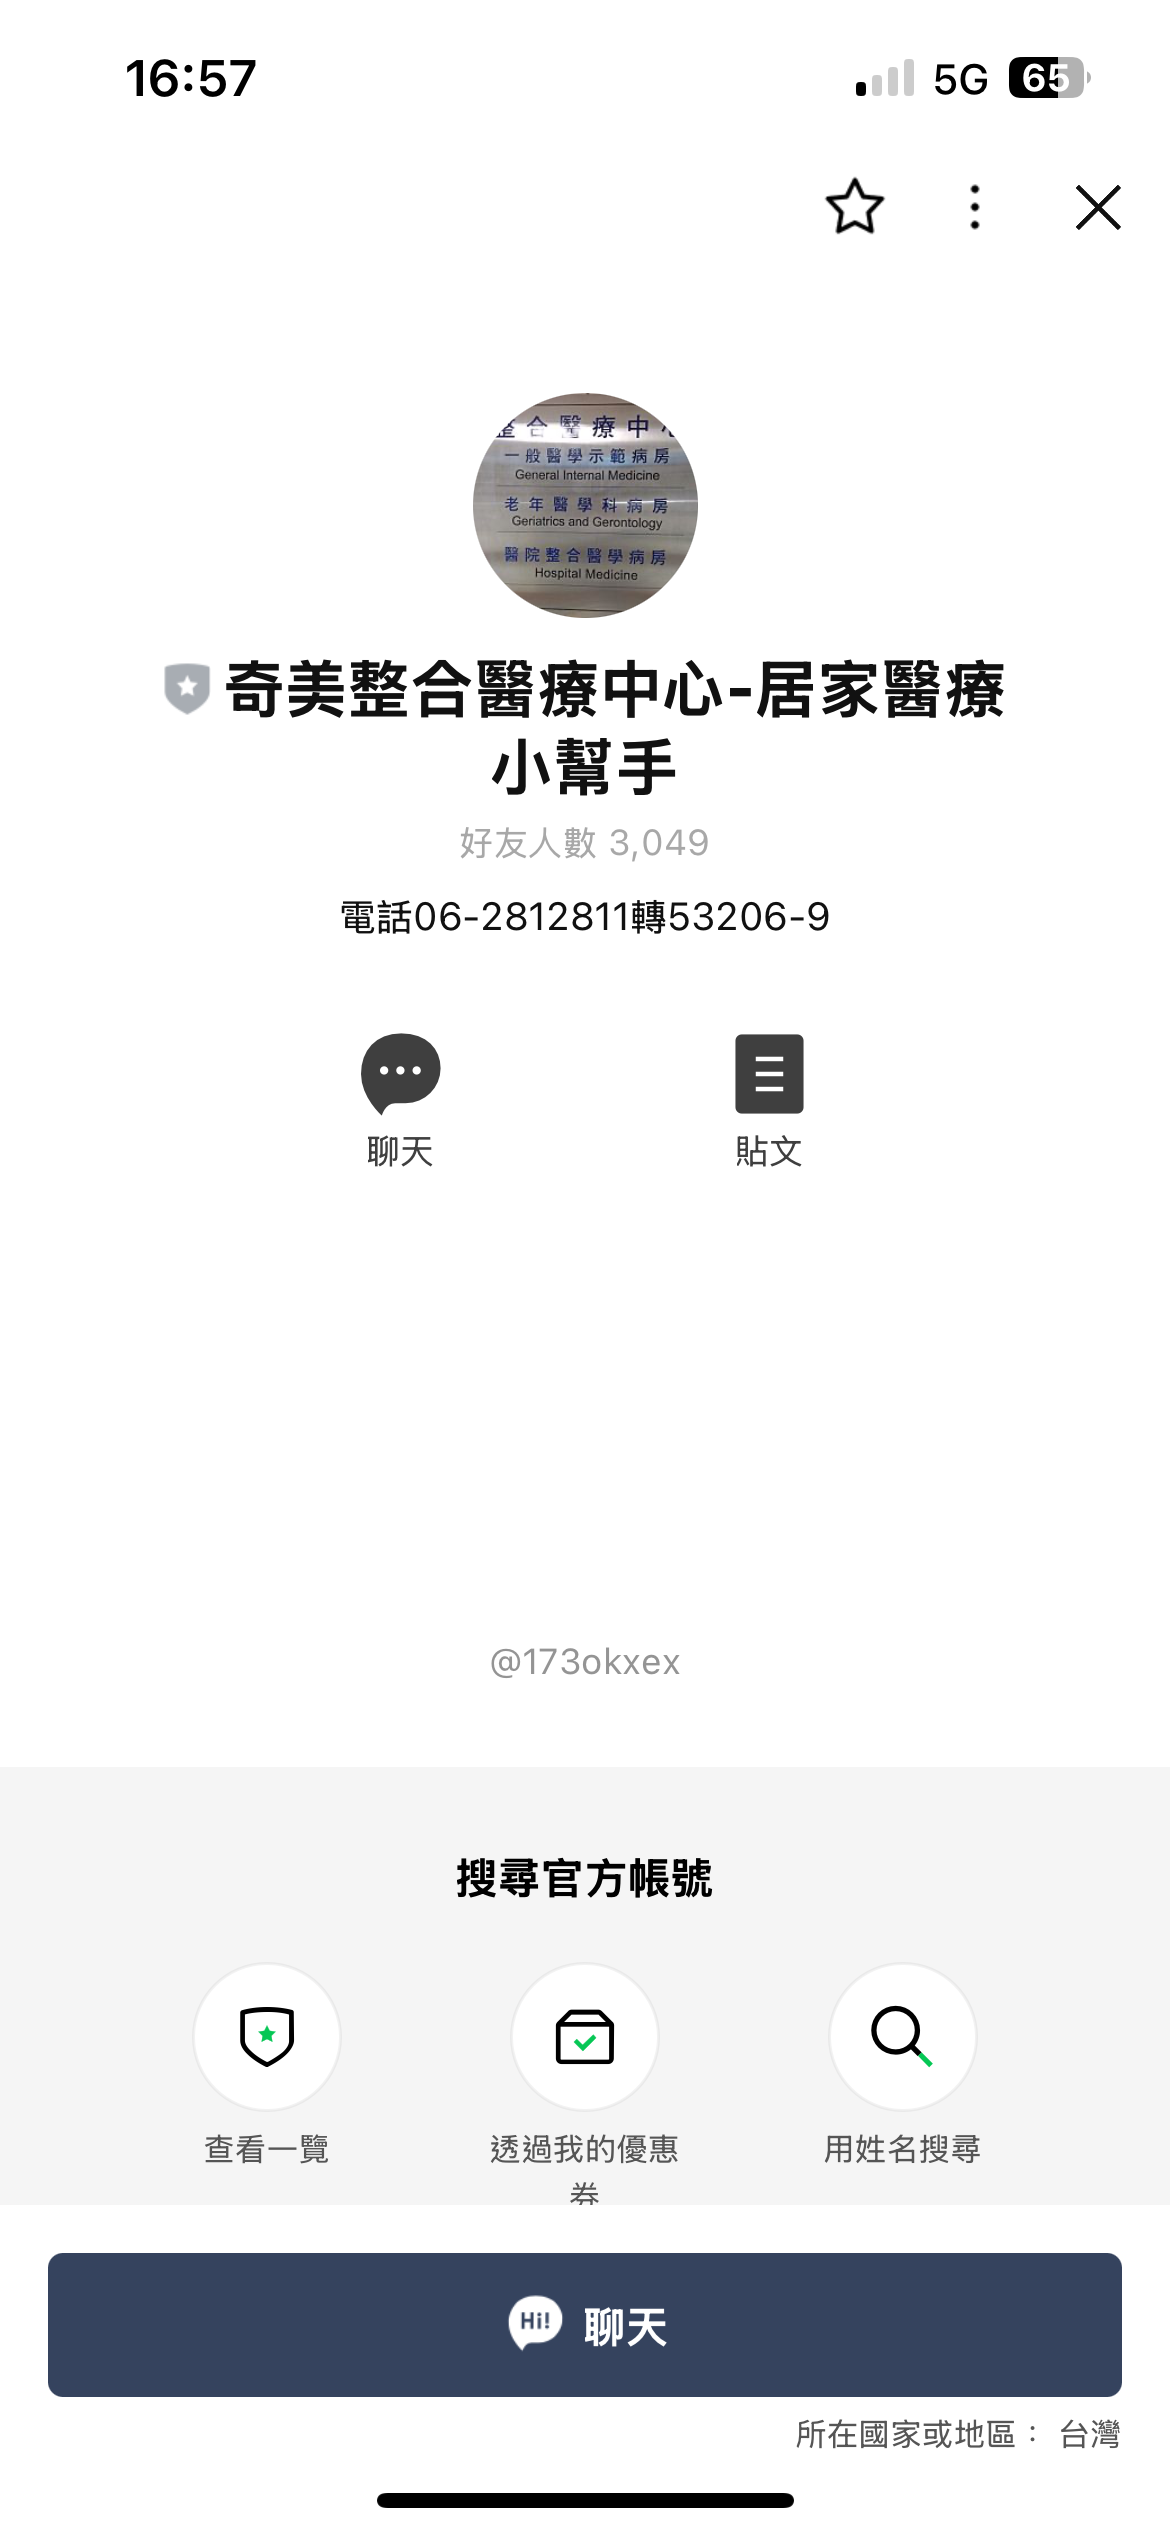 16:57
5G 65
整合醫療中心
一般醫學示範病房
General Internal Medicine
老年醫學科病房
Geriatrics and Gerontology
醫院整合醫學病房
Hospital Medicine
奇美整合醫療中心-居家醫療
小幫手
好友人數 3,049
電話06-2812811轉53206-9
聊天
貼文
@173okxex
搜尋官方帳號
查看一覽
透過我的優惠
券
用姓名搜尋
Hi! 聊天
所在國家或地區： 台灣